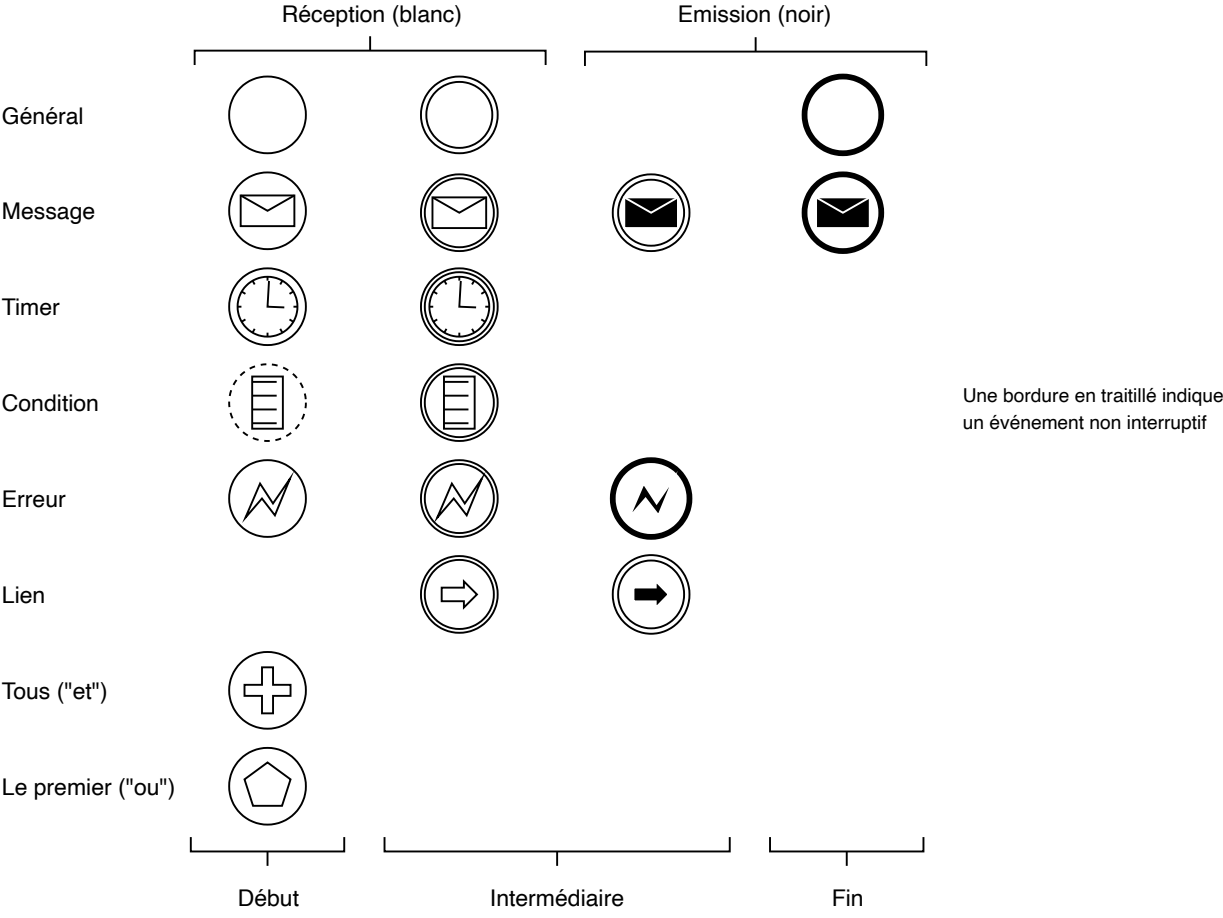 Réception (blanc)
Emission (noir)
Général
Message
Timer
Condition
Une bordure en traitillé indique
un événement non interruptif
Erreur
Lien
Tous ("et")
Le premier ("ou")
Début
Intermédiaire
Fin